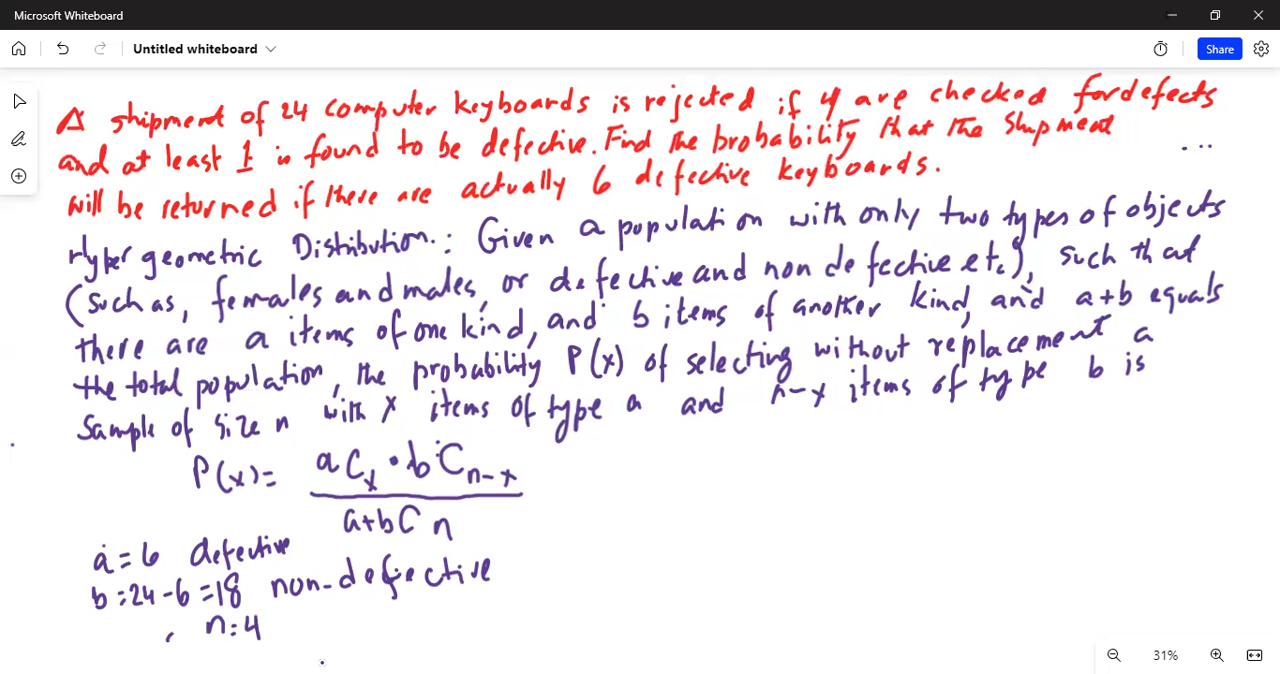 Microsoft Whiteboard
Untitled whiteboard
Share
A shipment of 24 computer keyboards is rejected if 4 are checked for defects
and at least 1 is found to be defective. Find the probability that the shipment
will be returned if there are actually 6 defective keyboards.
Hyper geometric Distribution.: Given a population with only two types of objects
(such as, females and males, or defective and non defective etc.), such that
there are a items of one kind, and b items of another kind, and a+b equals
the total population, the probability P(x) of selecting without replacement a
Sample of size n with x items of type a and n-x items of type b is
P(x)= aCx • bCn-x
a+bCn
a=6 defective
b=24-6=18 non-defective
n=4
31%